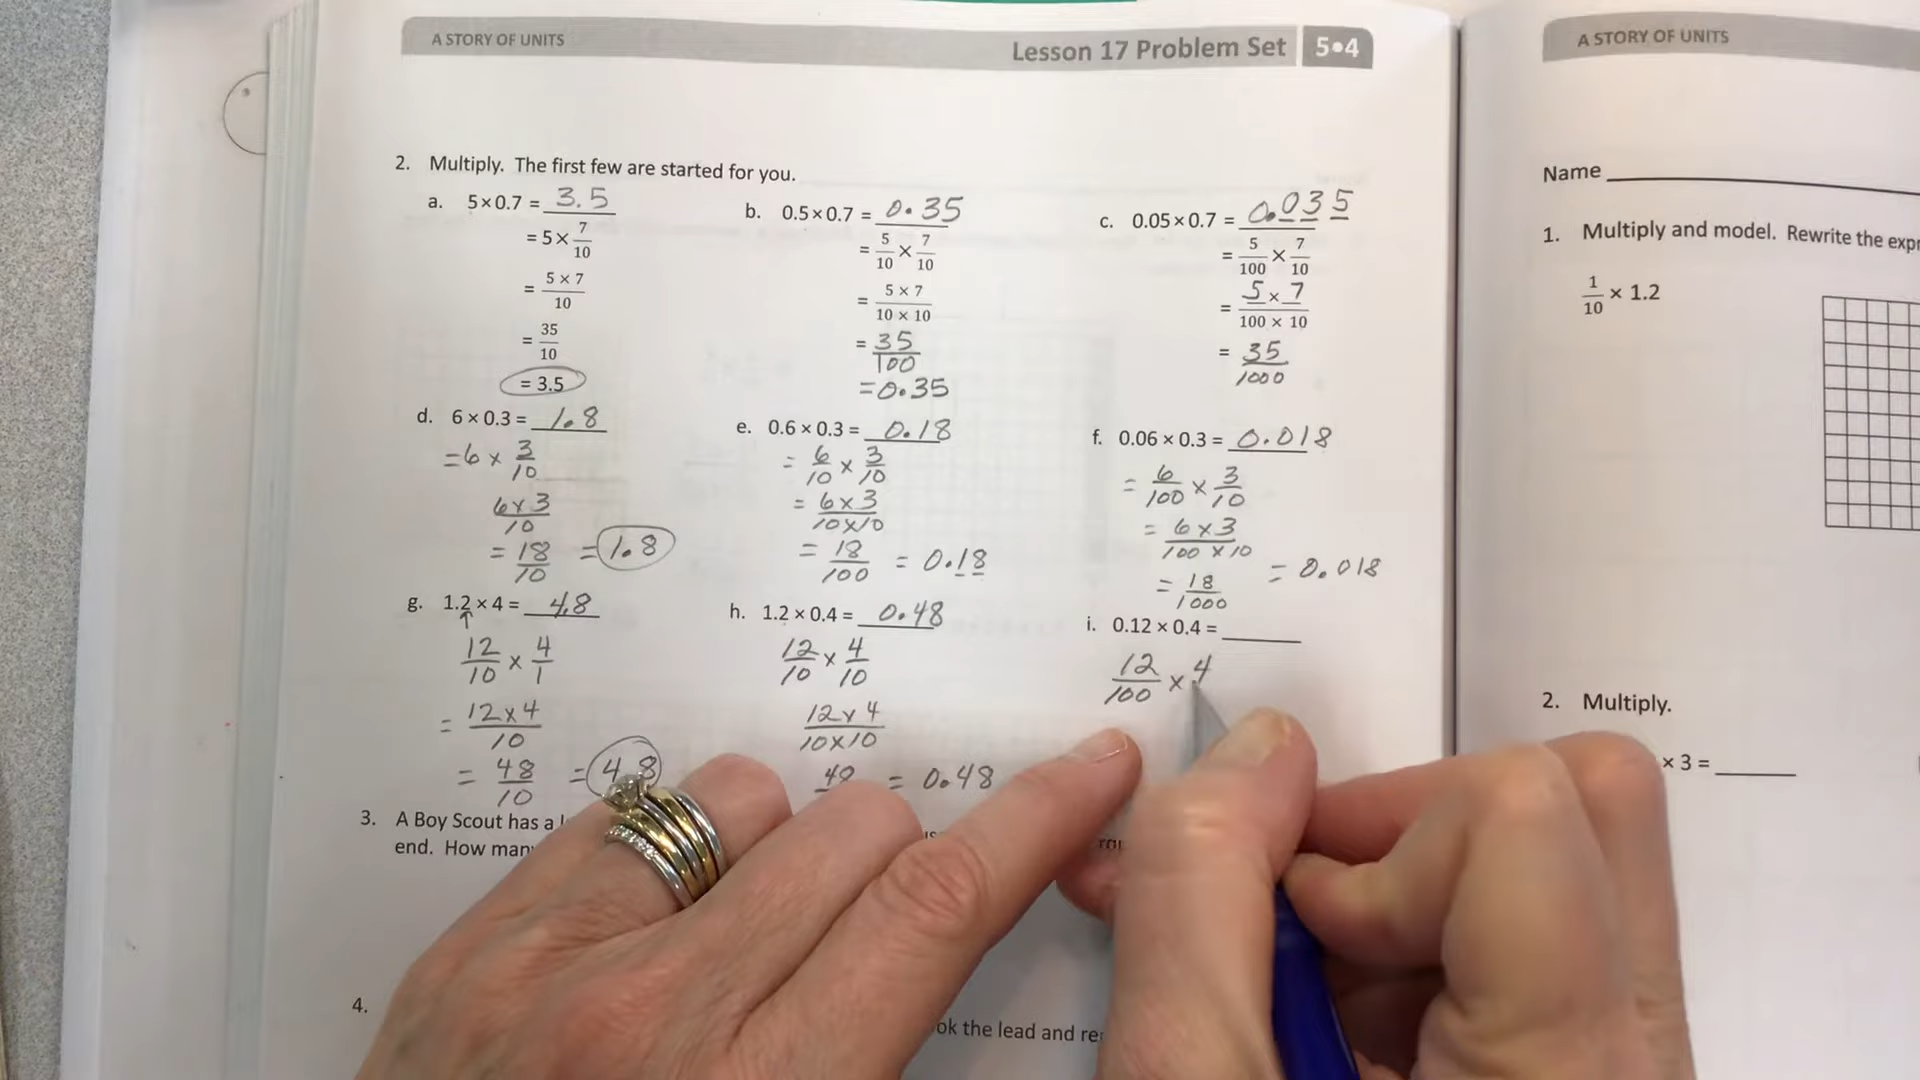 A STORY OF UNITS
Lesson 17 Problem Set 5•4
2. Multiply. The first few are started for you.
a. 5 × 0.7 = 3.5
= 5 × 7/10
= 5 × 7 / 10
= 35/10
= 3.5
b. 0.5 × 0.7 = 0.35
= 5/10 × 7/10
= 5 × 7 / 10 × 10
= 35/100
= 0.35
c. 0.05 × 0.7 = 0.035
= 5/100 × 7/10
= 5 × 7 / 100 × 10
= 35/1000
d. 6 × 0.3 = 1.8
= 6 × 3/10
6 × 3 / 10
= 18/10 = 1.8
e. 0.6 × 0.3 = 0.18
= 6/10 × 3/10
= 6 × 3 / 10 × 10
= 18/100 = 0.18
f. 0.06 × 0.3 = 0.018
= 6/100 × 3/10
= 6 × 3 / 100 × 10
= 18/1000 = 0.018
g. 1.2 × 4 = 4.8
12/10 × 4/1
= 12 × 4 / 10
= 48/10 = 4.8
h. 1.2 × 0.4 = 0.48
12/10 × 4/10
12 × 4 / 10 × 10
48 = 0.48
i. 0.12 × 0.4 =
12/100 × 4
3. A Boy Scout has a
end. How
4.
ok the lead and
A STORY OF UNITS
Name
1. Multiply and model. Rewrite the
1/10 × 1.2
2. Multiply.
× 3 =